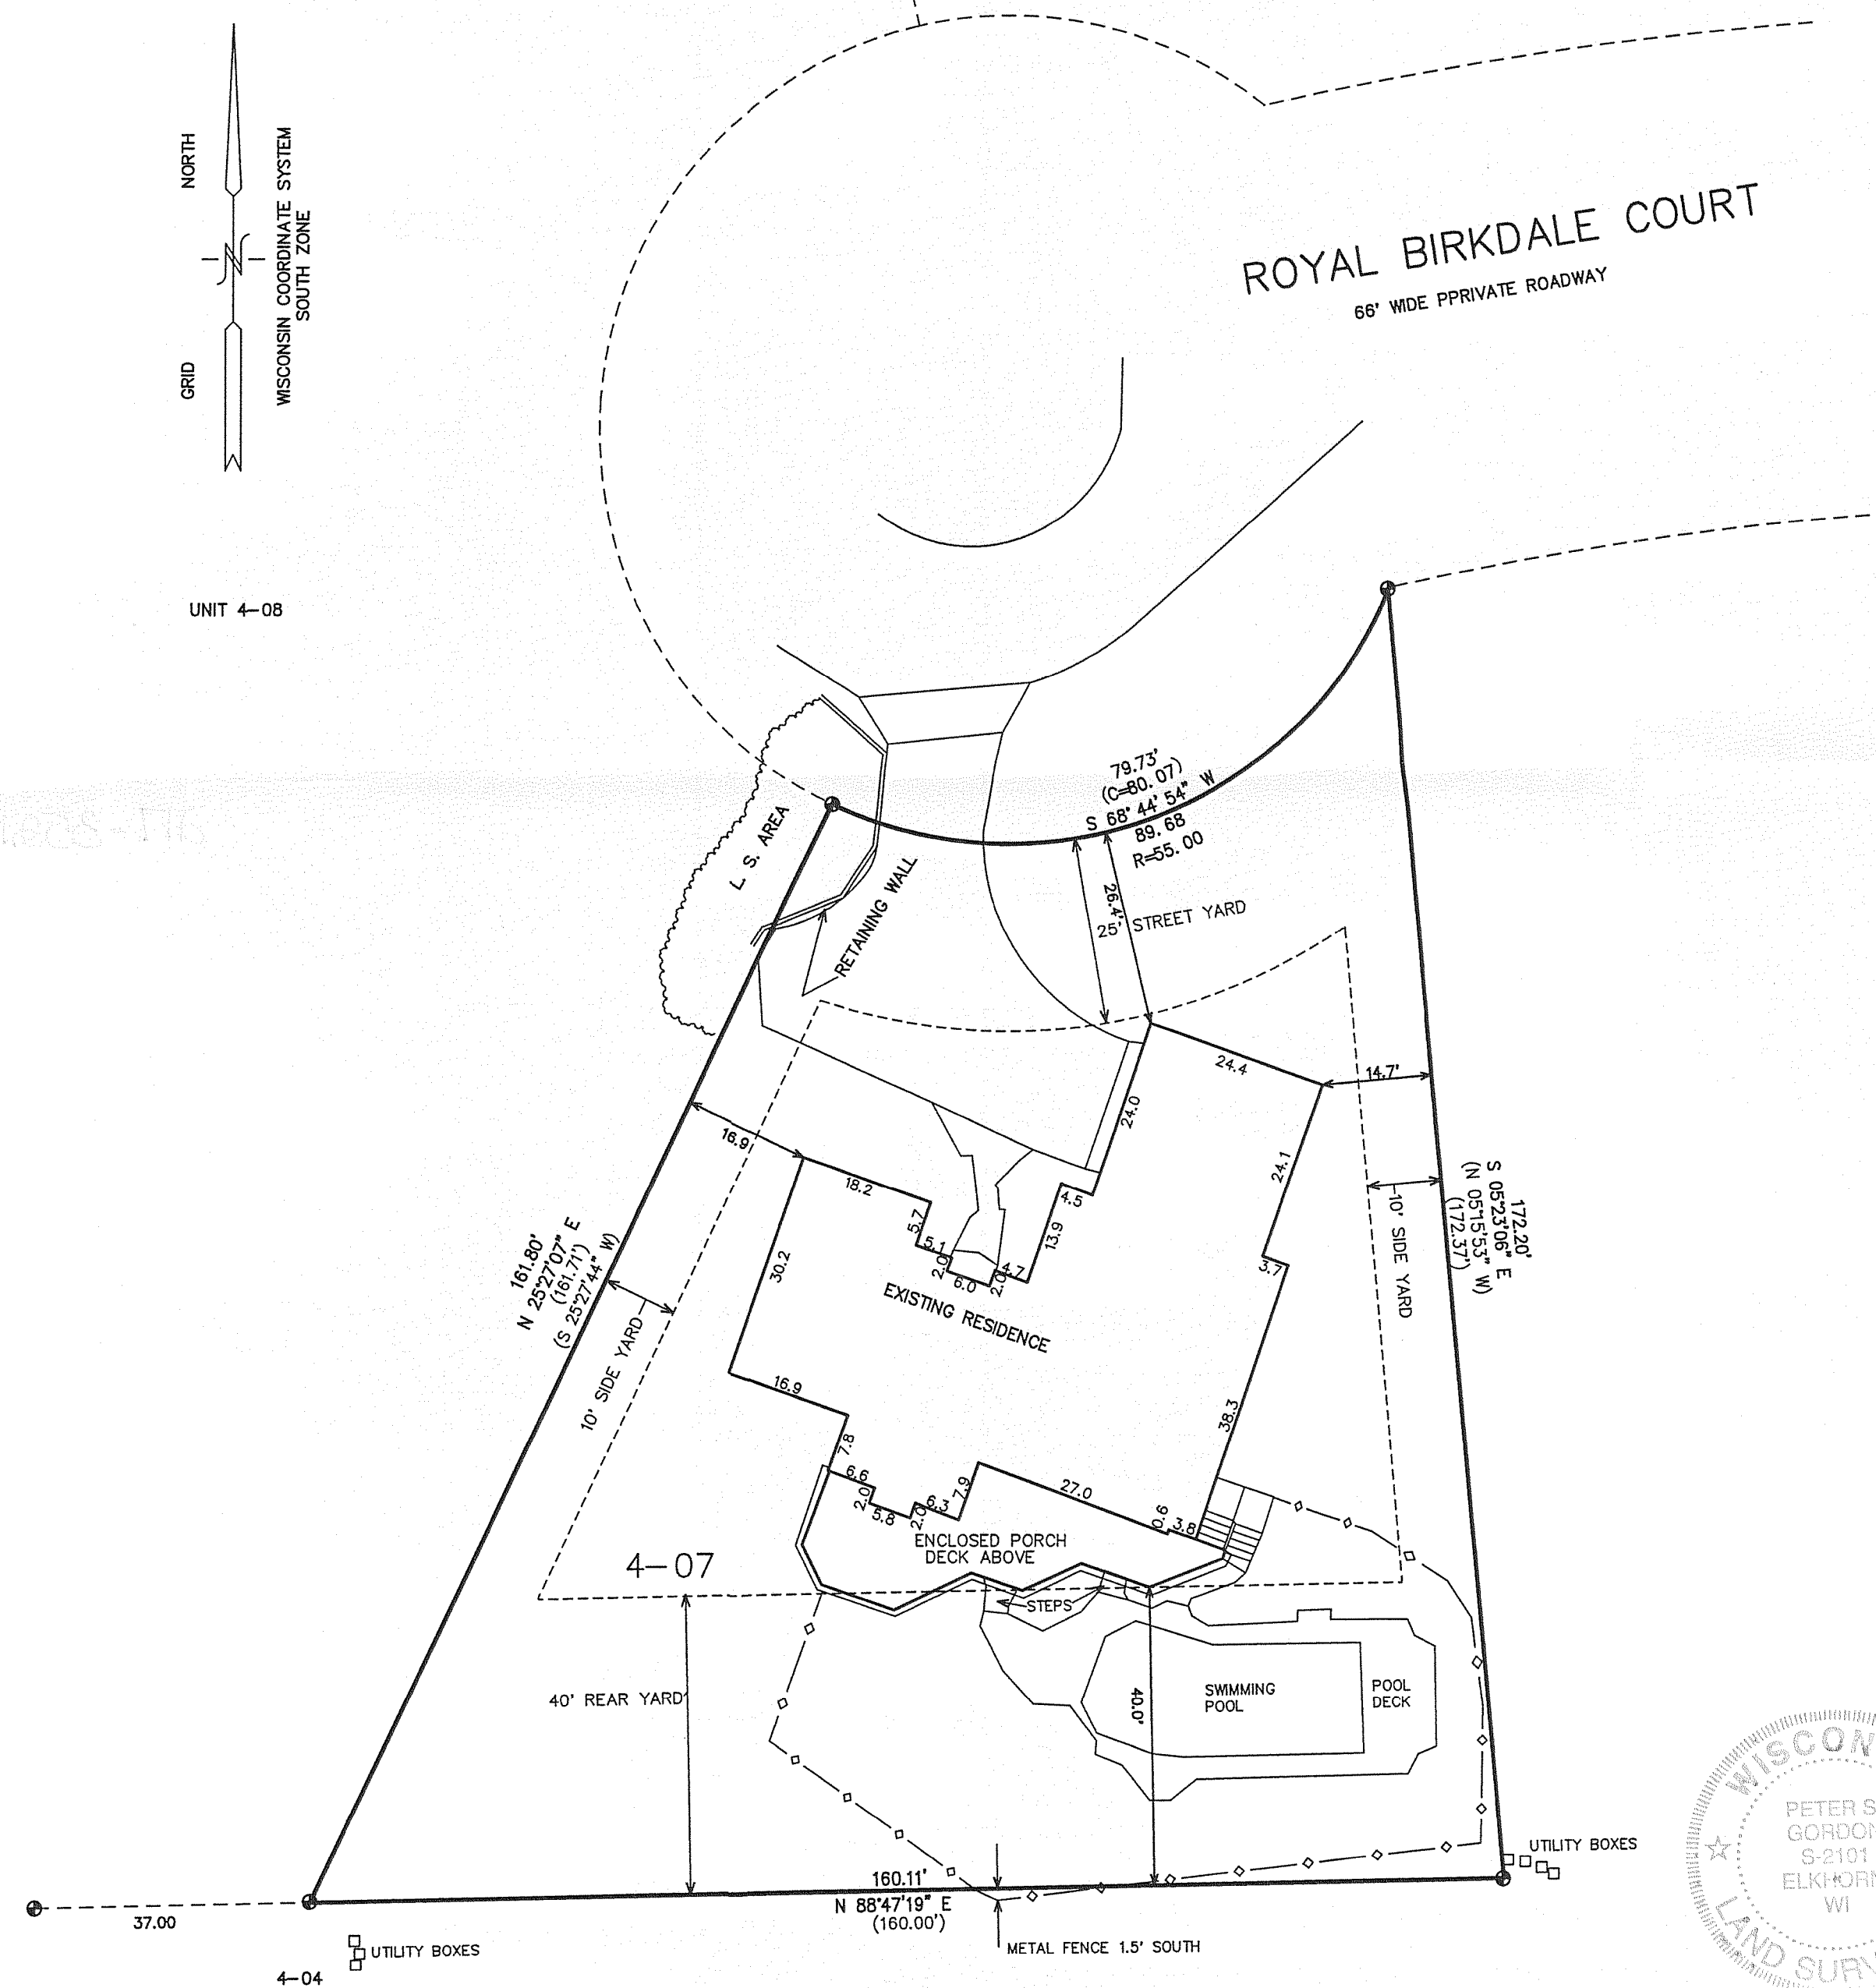 NORTH
GRID
WISCONSIN COORDINATE SYSTEM
SOUTH ZONE
ROYAL BIRKDALE COURT
66' WIDE PPRIVATE ROADWAY
UNIT 4-08
79.73'
(C=80.07)
S 68° 44' 54" W
89.68
R=55.00
L. S. AREA
RETAINING WALL
26.4'
25' STREET YARD
24.4
14.7'
24.0
24.1
16.9'
18.2
5.7
5.1
2.0
6.0
2.0
4.7
13.9
4.5
3.7
30.2
EXISTING RESIDENCE
161.80'
N 25°27'07" E
(161.71')
(S 25°27'44" W)
10' SIDE YARD
172.20'
S 05°23'06" E
(N 05°15'53" W)
(172.37')
10' SIDE YARD
16.9
7.8
6.6
2.0
5.8
2.0
6.3
7.9
27.0
0.6
3.8
38.3
ENCLOSED PORCH
DECK ABOVE
4-07
STEPS
40' REAR YARD
40.0'
SWIMMING
POOL
POOL
DECK
160.11'
N 88°47'19" E
(160.00')
METAL FENCE 1.5' SOUTH
37.00
UTILITY BOXES
4-04
UTILITY BOXES
WISCON
PETER S
GORDON
S-2101
ELKHORN
WI
LAND SURV